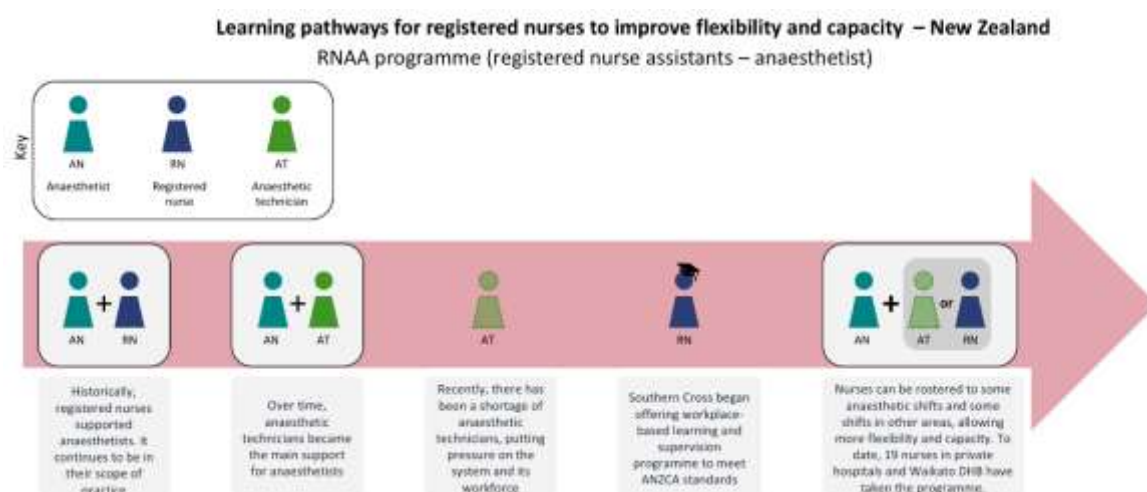 Learning pathways for registered nurses to improve flexibility and capacity – New Zealand
RNAA programme (registered nurse assistants – anaesthetist)
Key
AN
RN
AT
Anaesthetist
Registered
nurse
Anaesthetic
technician
+
AN
RN
+
AN
AT
AT
RN
+
or
AN
AT
RN
Historically,
registered nurses
supported
anaesthetists. It
continues to be in
their scope of
practice
Over time,
anaesthetic
technicians became
the main support
for anaesthetists
Recently, there has
been a shortage of
anaesthetic
technicians, putting
pressure on the
system and its
workforce
Southern Cross began
offering workplace-
based learning and
supervision
programme to meet
ANZCA standards
Nurses can be rostered to some
anaesthetic shifts and some
shifts in other areas, allowing
more flexibility and capacity. To
date, 19 nurses in private
hospitals and Waikato DHB have
taken the programme.